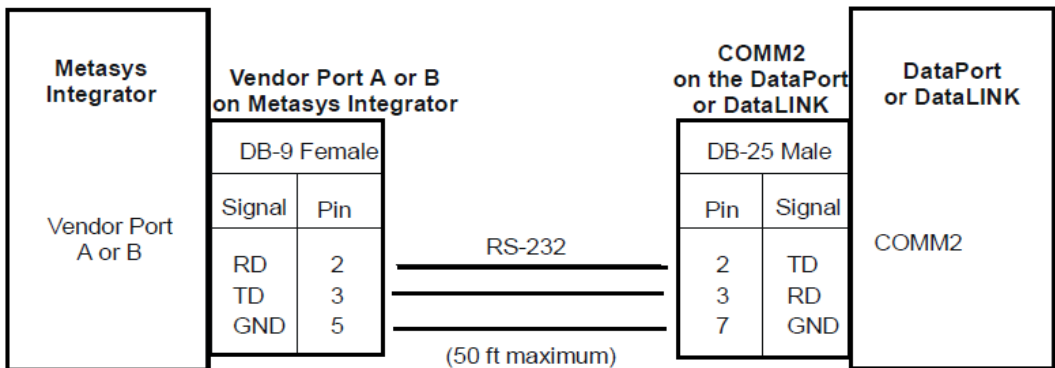 Metasys
Integrator
Vendor Port A or B
on Metasys Integrator
COMM2
on the DataPort
or DataLINK
DataPort
or DataLINK
DB-9 Female
DB-25 Male
Signal Pin
Pin Signal
Vendor Port
A or B
COMM2
RS-232
RD 2
2 TD
TD 3
3 RD
GND 5
7 GND
(50 ft maximum)